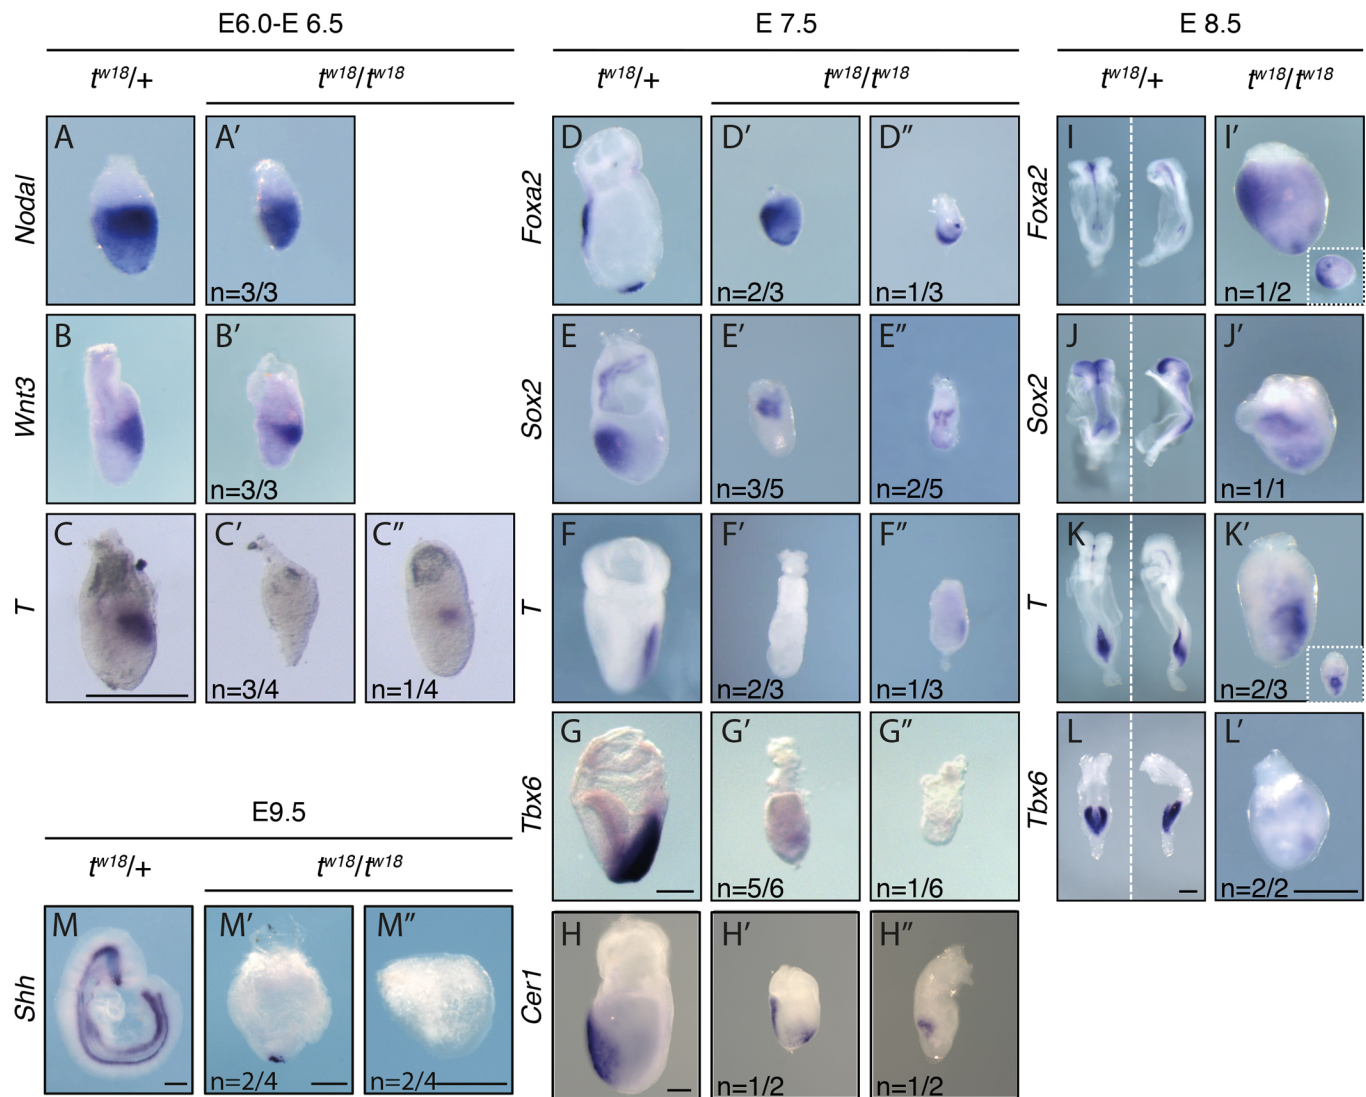 E6.0-E 6.5
E 7.5
E 8.5
tw18/+
tw18/tw18
tw18/+
tw18/tw18
tw18/+
tw18/tw18
Nodal
A
A′
n=3/3
Foxa2
D
D′
n=2/3
D″
n=1/3
Foxa2
I
I′
n=1/2
Wnt3
B
B′
n=3/3
Sox2
E
E′
n=3/5
E″
n=2/5
Sox2
J
J′
n=1/1
T
C
C′
n=3/4
C″
n=1/4
T
F
F′
n=2/3
F″
n=1/3
T
K
K′
n=2/3
Tbx6
G
G′
n=5/6
G″
n=1/6
Tbx6
L
L′
n=2/2
E9.5
tw18/+
tw18/tw18
Shh
M
M′
n=2/4
M″
n=2/4
Cer1
H
H′
n=1/2
H″
n=1/2